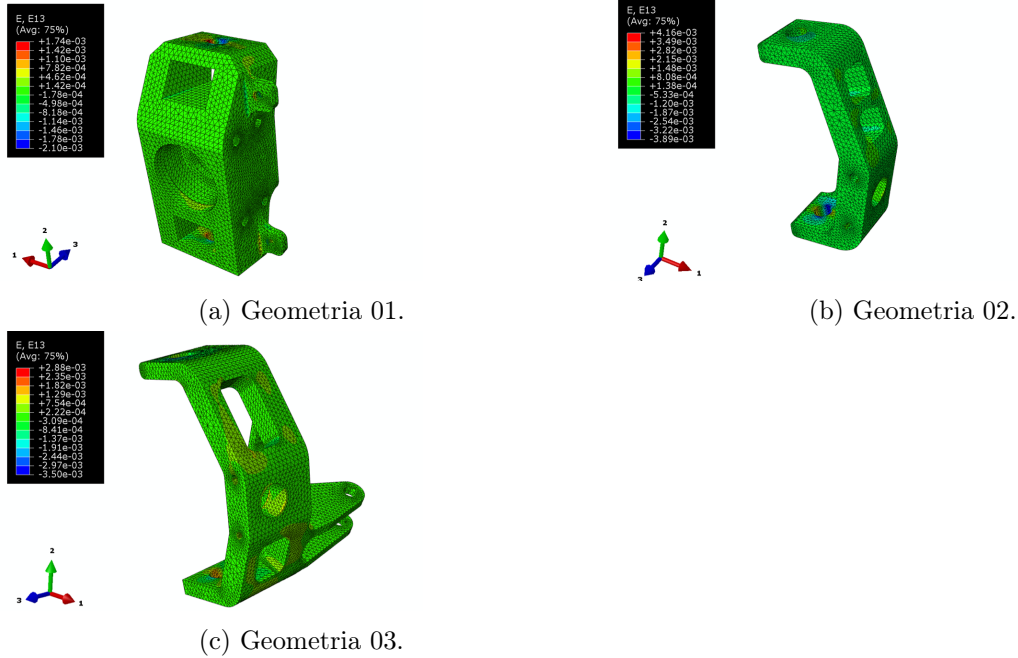 E, E13
(Avg: 75%)
+1.74e-03
+1.42e-03
+1.10e-03
+7.82e-04
+4.62e-04
+1.42e-04
-1.78e-04
-4.98e-04
-8.18e-04
-1.14e-03
-1.46e-03
-1.78e-03
-2.10e-03
2
3
1
(a) Geometria 01.
E, E13
(Avg: 75%)
+4.16e-03
+3.49e-03
+2.82e-03
+2.15e-03
+1.48e-03
+8.08e-04
+1.38e-04
-5.33e-04
-1.20e-03
-1.87e-03
-2.54e-03
-3.22e-03
-3.89e-03
2
3
1
(b) Geometria 02.
E, E13
(Avg: 75%)
+2.88e-03
+2.35e-03
+1.82e-03
+1.29e-03
+7.54e-04
+2.22e-04
-3.09e-04
-8.41e-04
-1.37e-03
-1.91e-03
-2.44e-03
-2.97e-03
-3.50e-03
2
3
1
(c) Geometria 03.